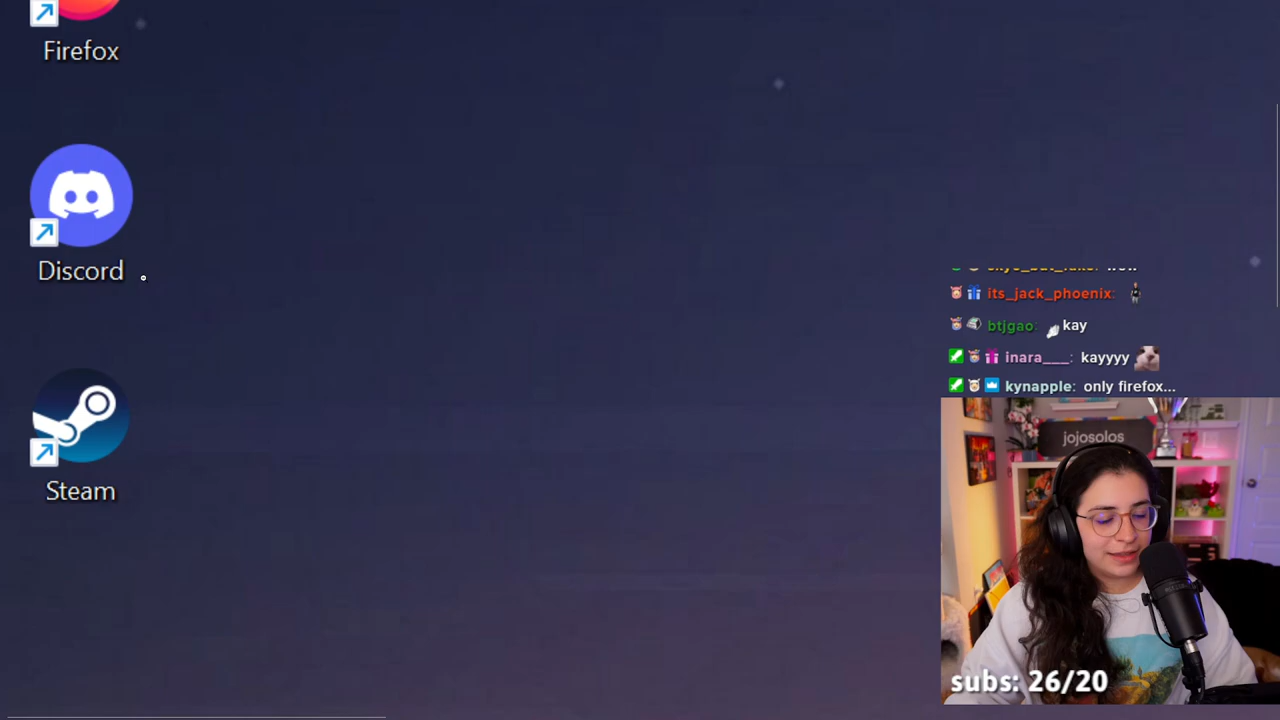 Firefox
Discord
Steam
its_jack_phoenix:
btjgao: kay
inara___: kayyyy
kynapple: only firefox...
jojosolos
subs: 26/20